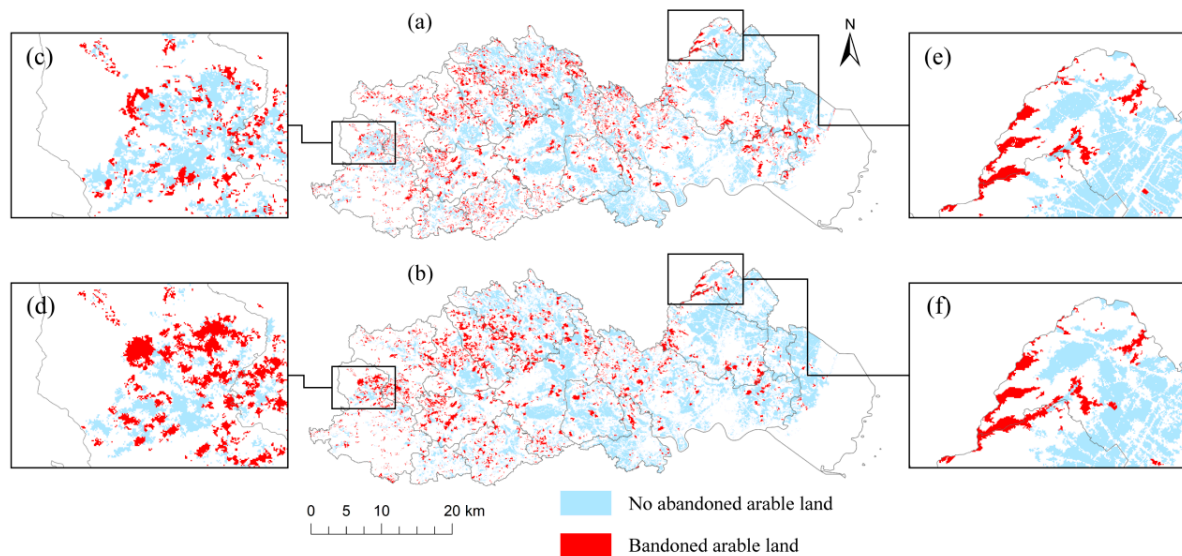 (a)
N
(c)
(e)
(b)
(d)
(f)
0 5 10 20 km
No abandoned arable land
Bandoned arable land